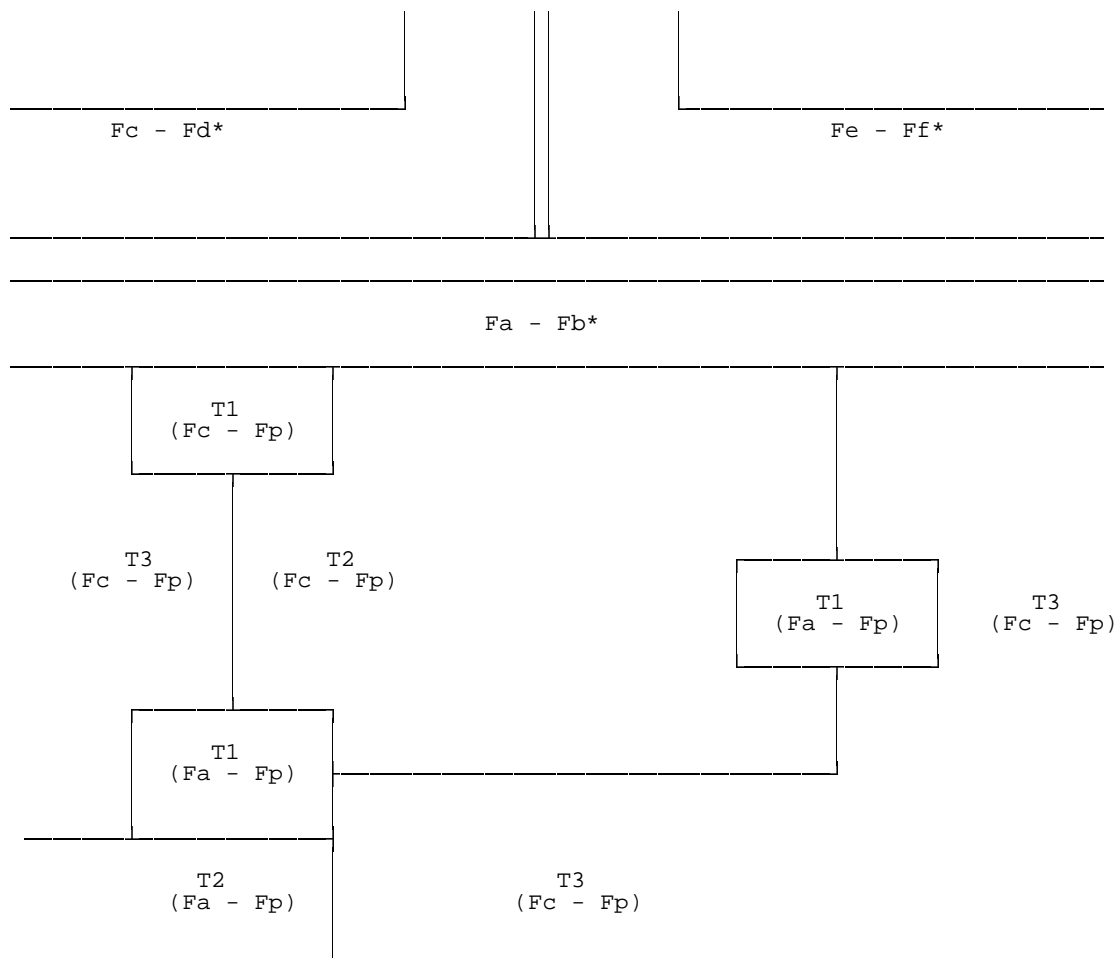 Fc - Fd*
Fe - Ff*
Fa - Fb*
T1
(Fc - Fp)
T3
(Fc - Fp)
T2
(Fc - Fp)
T1
(Fa - Fp)
T3
(Fc - Fp)
T1
(Fa - Fp)
T2
(Fa - Fp)
T3
(Fc - Fp)